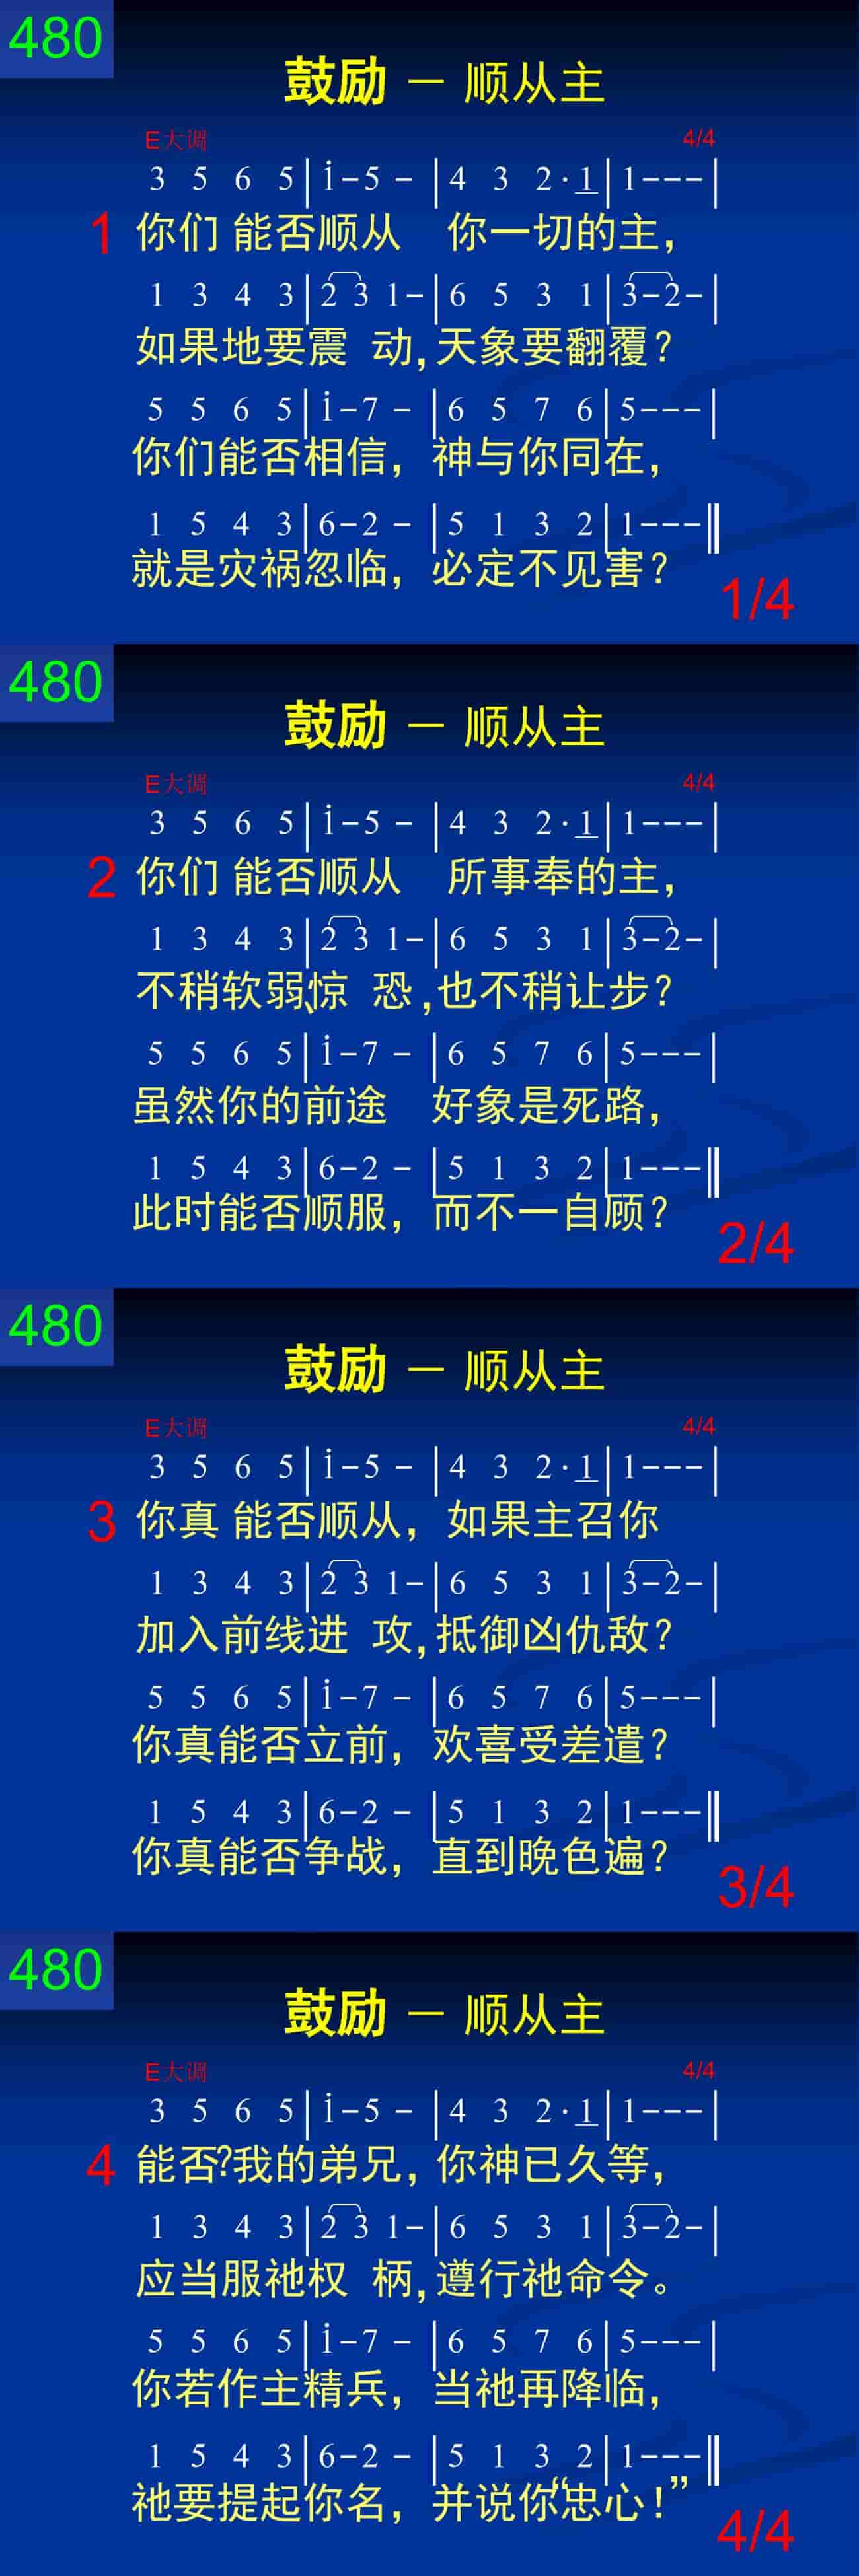 480
鼓励 — 顺从主
E大调 4/4
3 5 6 5|i-5 -|4 3 2·1|1---|
1 你们 能否顺从 你一切的主,
1 3 4 3|2 3 1-|6 5 3 1|3-2-|
如果地要震 动,天象要翻覆?
5 5 6 5|i-7 -|6 5 7 6|5---|
你们能否相信, 神与你同在,
1 5 4 3|6-2 -|5 1 3 2|1---‖
就是灾祸忽临, 必定不见害?
1/4
480
鼓励 — 顺从主
E大调 4/4
3 5 6 5|i-5 -|4 3 2·1|1---|
2 你们 能否顺从 所事奉的主,
1 3 4 3|2 3 1-|6 5 3 1|3-2-|
不稍软弱、惊 恐,也不稍让步?
5 5 6 5|i-7 -|6 5 7 6|5---|
虽然你的前途 好象是死路,
1 5 4 3|6-2 -|5 1 3 2|1---‖
此时能否顺服, 而不一自顾?
2/4
480
鼓励 — 顺从主
E大调 4/4
3 5 6 5|i-5 -|4 3 2·1|1---|
3 你真 能否顺从, 如果主召你
1 3 4 3|2 3 1-|6 5 3 1|3-2-|
加入前线进 攻,抵御凶仇敌?
5 5 6 5|i-7 -|6 5 7 6|5---|
你真能否立前, 欢喜受差遣?
1 5 4 3|6-2 -|5 1 3 2|1---‖
你真能否争战, 直到晚色遍?
3/4
480
鼓励 — 顺从主
E大调 4/4
3 5 6 5|i-5 -|4 3 2·1|1---|
4 能否?我的弟兄, 你神已久等,
1 3 4 3|2 3 1-|6 5 3 1|3-2-|
应当服祂权 柄,遵行祂命令。
5 5 6 5|i-7 -|6 5 7 6|5---|
你若作主精兵, 当祂再降临,
1 5 4 3|6-2 -|5 1 3 2|1---‖
祂要提起你名, 并说你“忠心!”
4/4